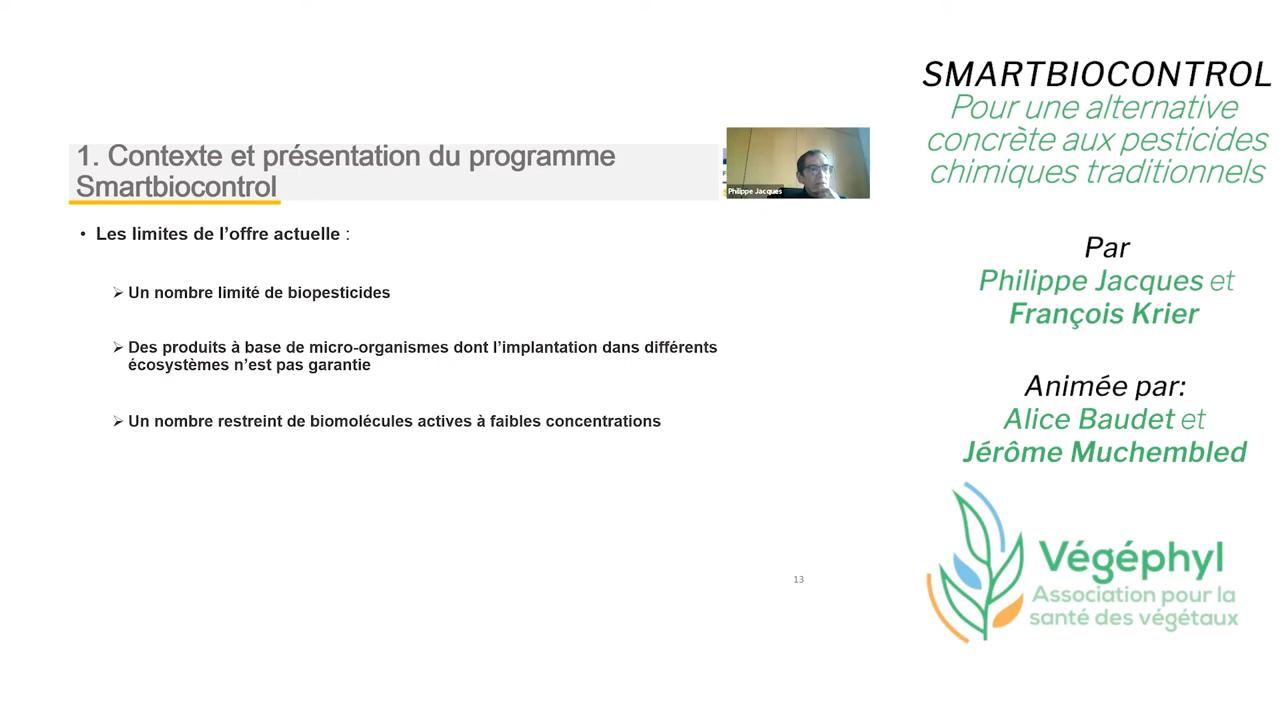 1. Contexte et présentation du programme
Smartbiocontrol
Philippe Jacques
• Les limites de l'offre actuelle :
➢ Un nombre limité de biopesticides
➢ Des produits à base de micro-organismes dont l'implantation dans différents
écosystèmes n'est pas garantie
➢ Un nombre restreint de biomolécules actives à faibles concentrations
13
SMARTBIOCONTROL
Pour une alternative
concrète aux pesticides
chimiques traditionnels
Par
Philippe Jacques et
François Krier
Animée par:
Alice Baudet et
Jérôme Muchembled
Végéphyl
Association pour la
santé des végétaux